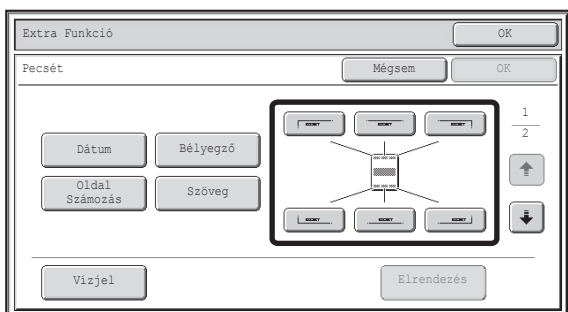 Extra Funkció
OK
Pecsét
Mégsem
OK
Dátum
Bélyegző
Oldal
Számozás
Szöveg
1
2
Vízjel
Elrendezés